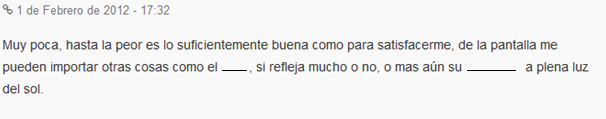 1 de Febrero de 2012 - 17:32
Muy poca, hasta la peor es lo suficientemente buena como para satisfacerme, de la pantalla me
pueden importar otras cosas como el ____, si refleja mucho o no, o mas aún su ________ a plena luz
del sol.